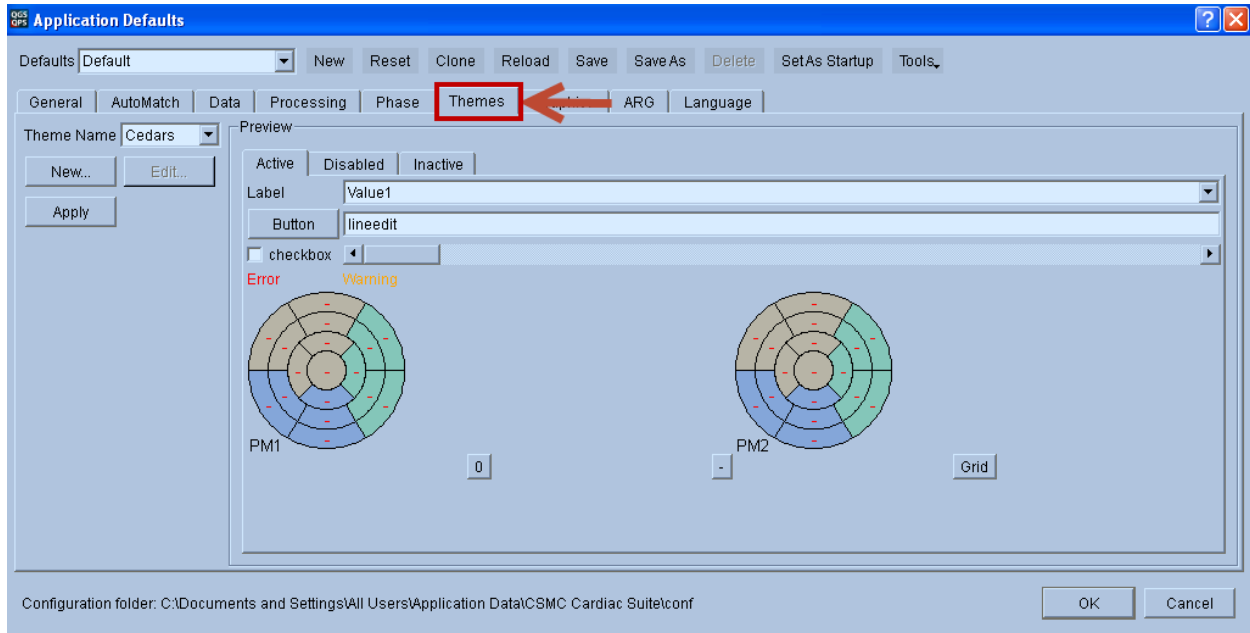 QGS QPS Application Defaults
Defaults Default New Reset Clone Reload Save Save As Delete Set As Startup Tools
General AutoMatch Data Processing Phase Themes ARG Language
Theme Name Cedars
Preview
New... Edit...
Apply
Active Disabled Inactive
Label Value1
Button lineedit
checkbox
Error Warning
PM1 PM2
0 - Grid
Configuration folder: C:\Documents and Settings\All Users\Application Data\CSMC Cardiac Suite\conf
OK Cancel